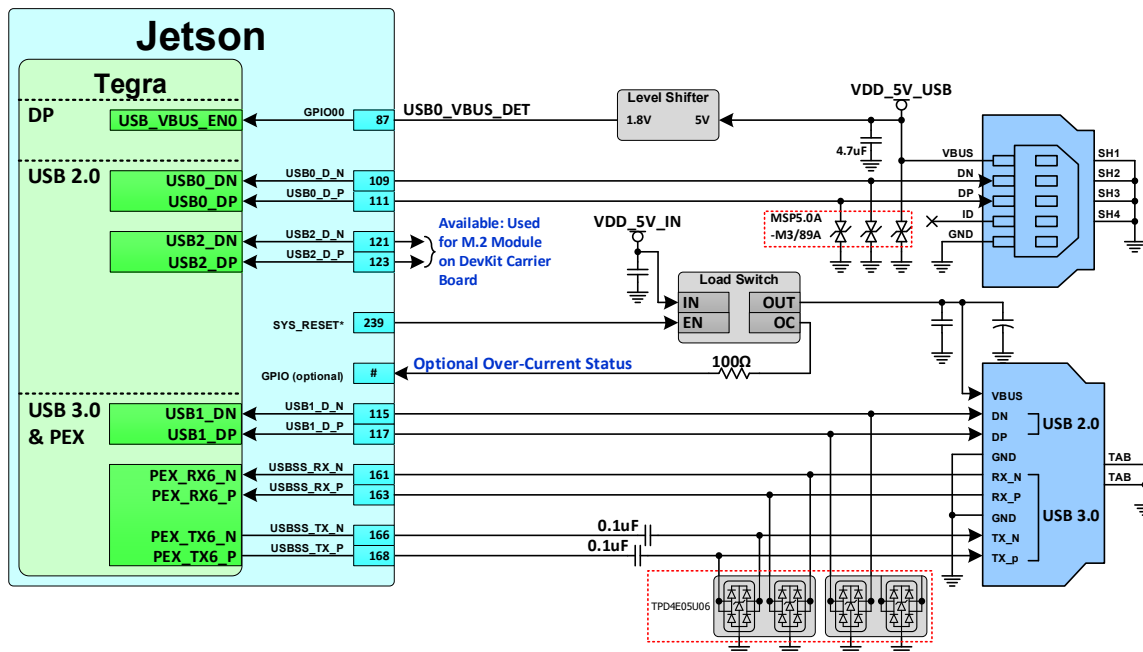 Jetson
Tegra
DP
USB_VBUS_EN0
GPIO00
87
USB0_VBUS_DET
Level Shifter
1.8V
5V
VDD_5V_USB
4.7uF
USB 2.0
USB0_DN
USB0_D_N
109
USB0_DP
USB0_D_P
111
USB2_DN
USB2_D_N
121
USB2_DP
USB2_D_P
123
Available: Used
for M.2 Module
on DevKit Carrier
Board
MSP5.0A
-M3/89A
VBUS
DN
DP
ID
GND
SH1
SH2
SH3
SH4
VDD_5V_IN
Load Switch
IN
OUT
EN
OC
SYS_RESET*
239
GPIO (optional)
#
Optional Over-Current Status
100Ω
USB 3.0
& PEX
USB1_DN
USB1_D_N
115
USB1_DP
USB1_D_P
117
PEX_RX6_N
USBSS_RX_N
161
PEX_RX6_P
USBSS_RX_P
163
PEX_TX6_N
USBSS_TX_N
166
0.1uF
PEX_TX6_P
USBSS_TX_P
168
0.1uF
VBUS
DN
DP
USB 2.0
GND
RX_N
RX_P
GND
USB 3.0
TX_N
TX_p
TAB
TAB
TPD4E05U06